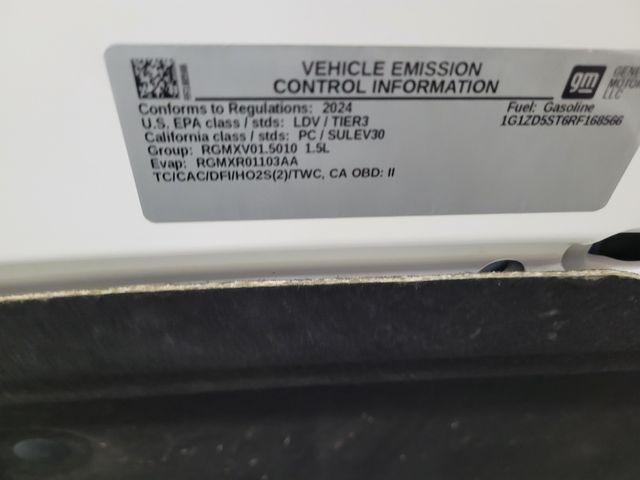 VEHICLE EMISSION
CONTROL INFORMATION
gm
Conforms to Regulations: 2024
U.S. EPA class / stds: LDV / TIER3
California class / stds: PC / SULEV30
Group: RGMXV01.5010 1.5L
Evap: RGMXR01103AA
TC/CAC/DFI/HO2S(2)/TWC, CA OBD: II
Fuel: Gasoline
1G1ZD5ST6RF168566
LLC